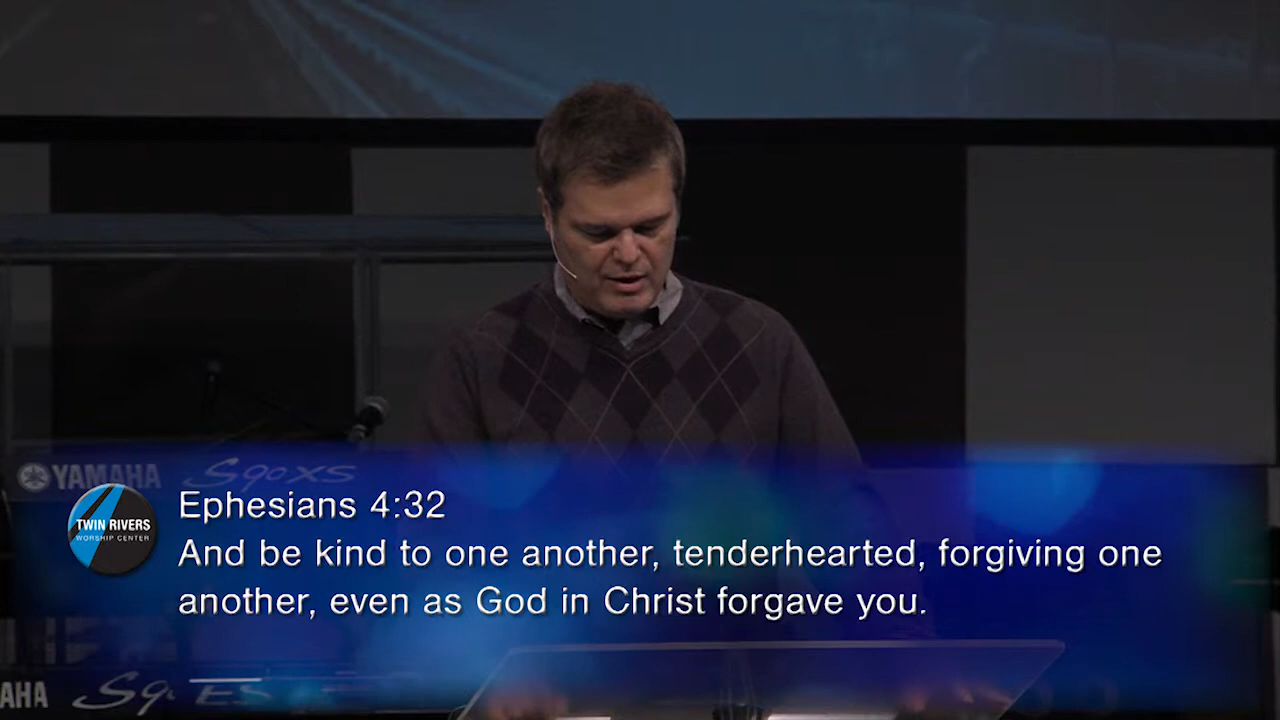 YAMAHA S90XS
TWIN RIVERS
WORSHIP CENTER
Ephesians 4:32
And be kind to one another, tenderhearted, forgiving one
another, even as God in Christ forgave you.
AHA